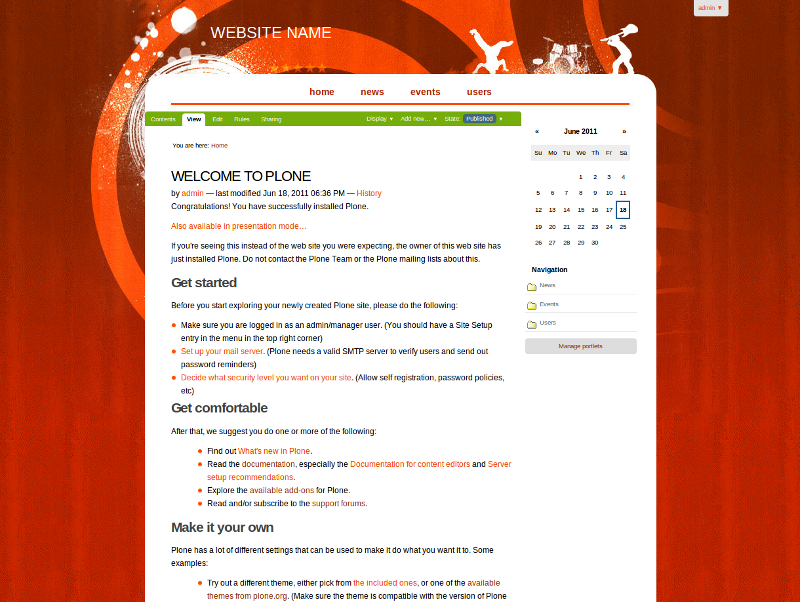 admin ▼
WEBSITE NAME
home news events users
Contents View Edit Rules Sharing Display ▼ Add new… ▼ State: Published ▼
You are here: Home
WELCOME TO PLONE
by admin — last modified Jun 18, 2011 06:36 PM — History
Congratulations! You have successfully installed Plone.
Also available in presentation mode…
If you're seeing this instead of the web site you were expecting, the owner of this web site has
just installed Plone. Do not contact the Plone Team or the Plone mailing lists about this.
Get started
Before you start exploring your newly created Plone site, please do the following:
Make sure you are logged in as an admin/manager user. (You should have a Site Setup
entry in the menu in the top right corner)
Set up your mail server. (Plone needs a valid SMTP server to verify users and send out
password reminders)
Decide what security level you want on your site. (Allow self registration, password policies,
etc)
Get comfortable
After that, we suggest you do one or more of the following:
Find out What's new in Plone.
Read the documentation, especially the Documentation for content editors and Server
setup recommendations.
Explore the available add-ons for Plone.
Read and/or subscribe to the support forums.
Make it your own
Plone has a lot of different settings that can be used to make it do what you want it to. Some
examples:
Try out a different theme, either pick from the included ones, or one of the available
themes from plone.org. (Make sure the theme is compatible with the version of Plone
« June 2011 »
Su Mo Tu We Th Fr Sa
1 2 3 4
5 6 7 8 9 10 11
12 13 14 15 16 17 18
19 20 21 22 23 24 25
26 27 28 29 30
Navigation
News
Events
Users
Manage portlets